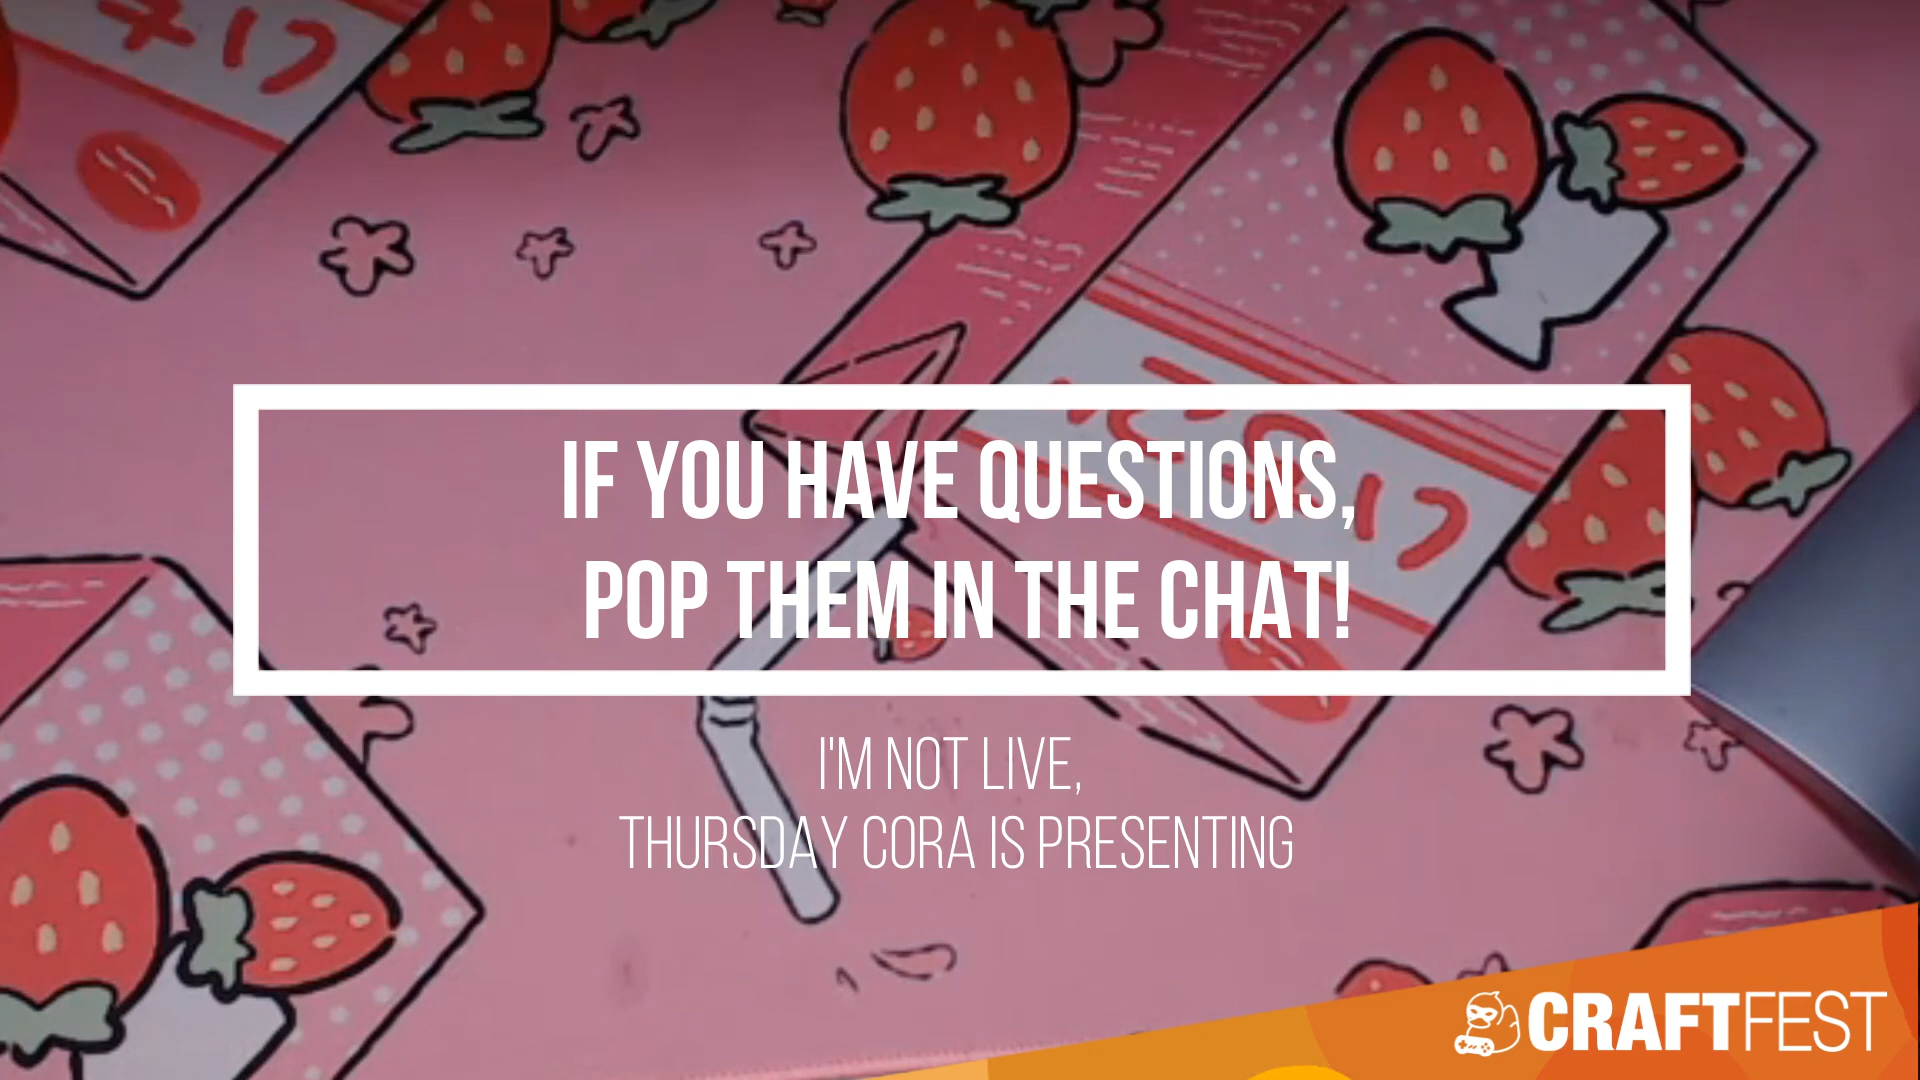 IF YOU HAVE QUESTIONS,
POP THEM IN THE CHAT!
I'M NOT LIVE,
THURSDAY CORA IS PRESENTING
CRAFTFEST